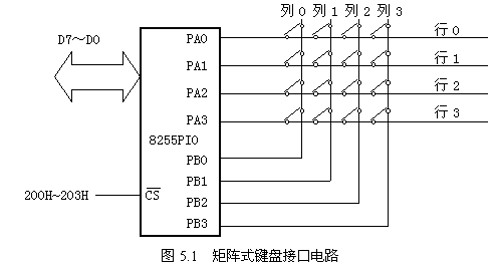 列 0 列 1 列 2 列 3
D7～D0
PA0
行 0
PA1
行 1
PA2
行 2
PA3
行 3
8255PIO
PB0
PB1
200H~203H
CS
PB2
PB3
图 5.1 矩阵式键盘接口电路